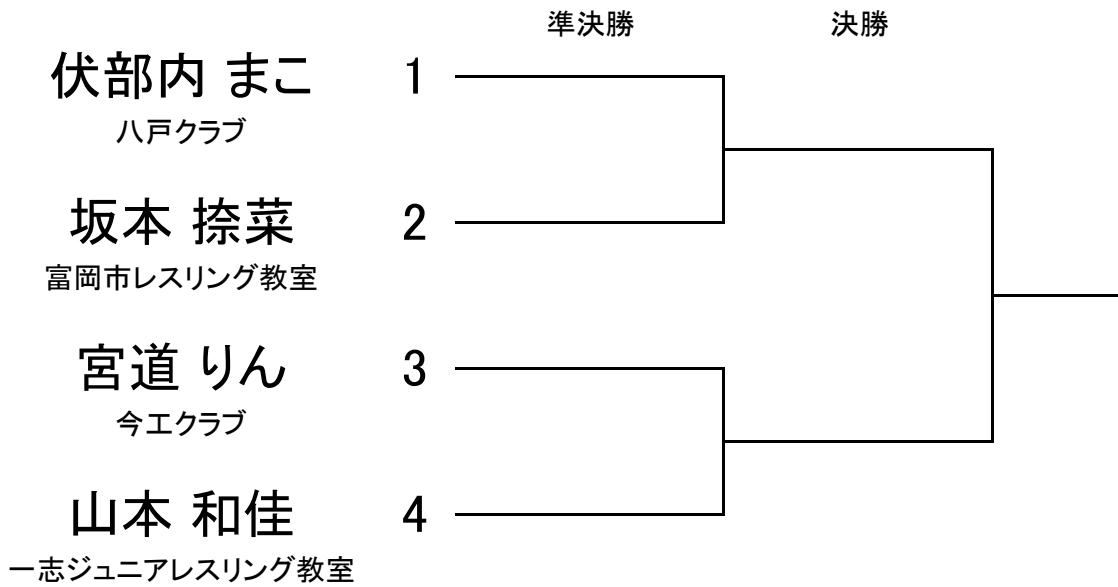 準決勝 決勝
伏部内 まこ 1
八戸クラブ
坂本 捺菜 2
富岡市レスリング教室
宮道 りん 3
今工クラブ
山本 和佳 4
一志ジュニアレスリング教室